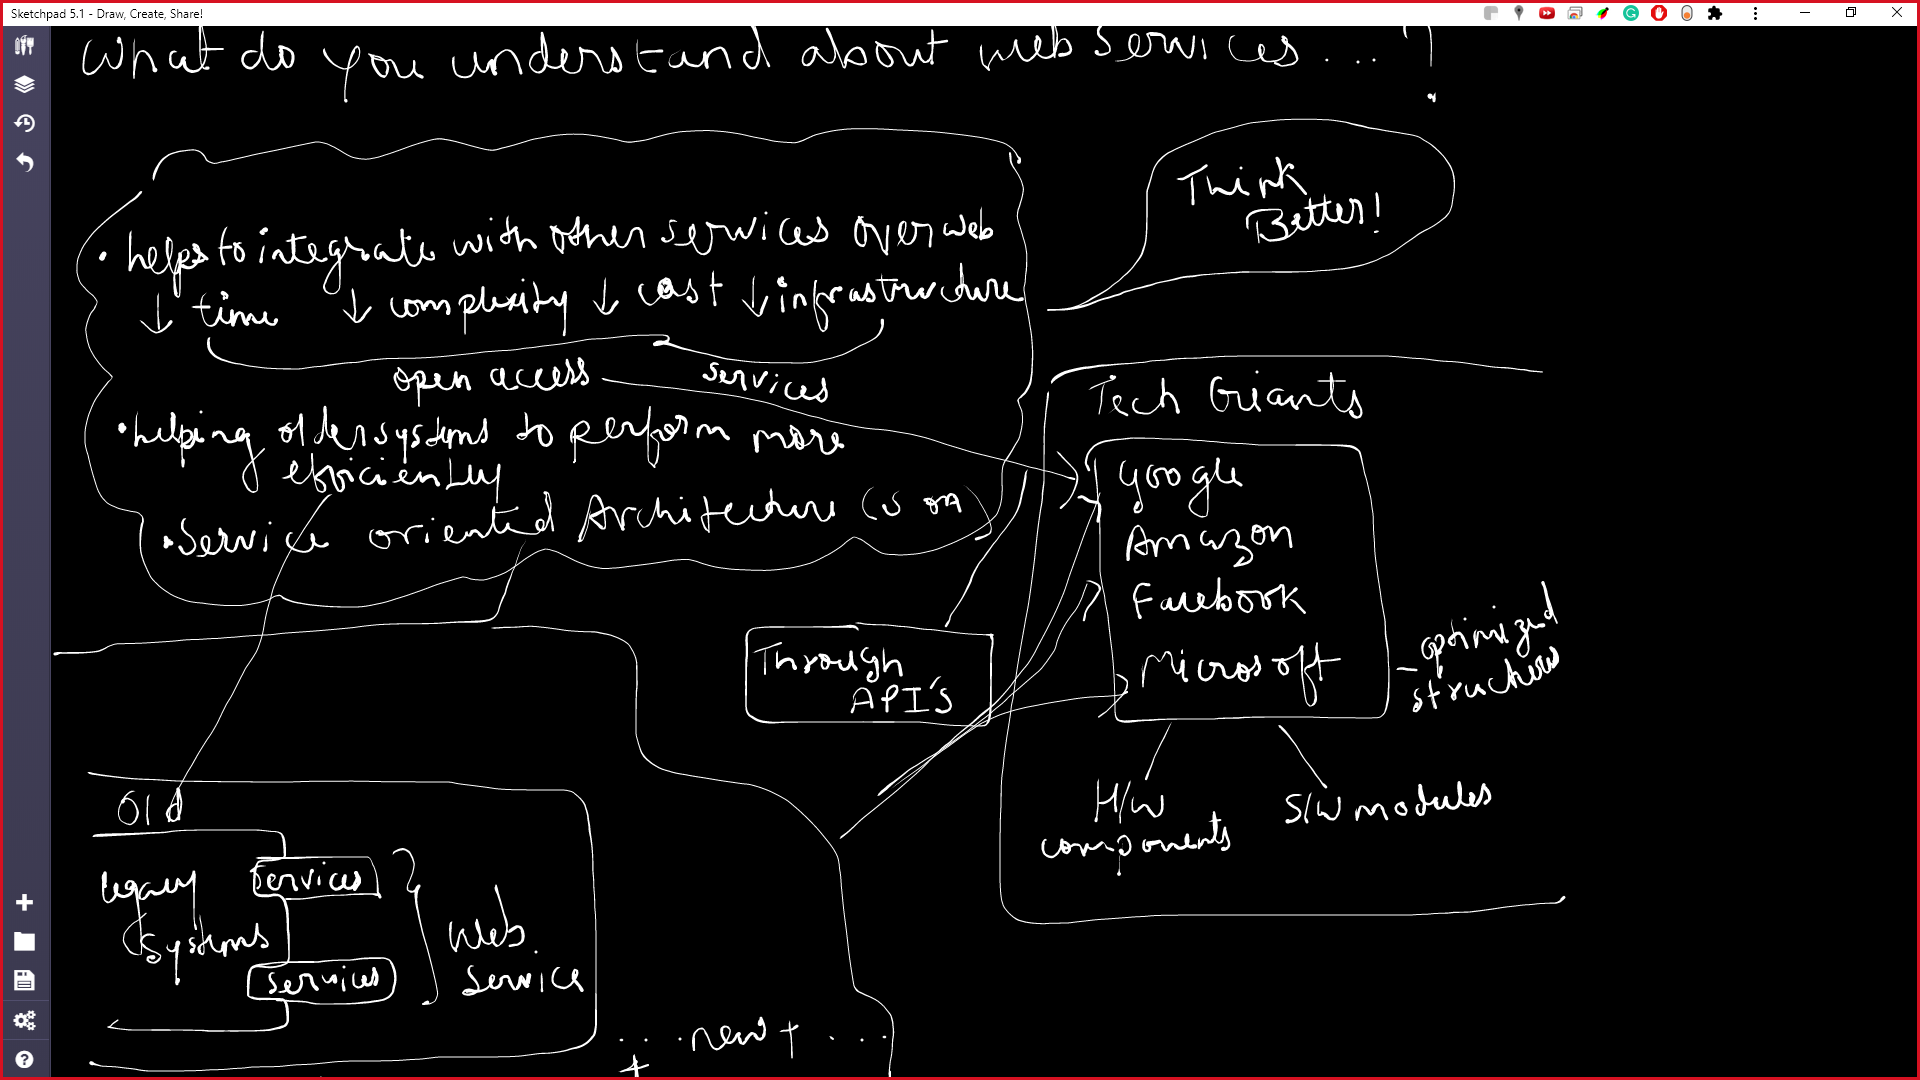 Sketchpad 5.1 - Draw, Create, Share!
What do you understand about web services...?
Think
Better!
• helps to integrate with other services over web
↓ time ↓ complexity ↓ cost ↓ infrastructure
open access services
• helping older systems to perform more
efficiently
• Service oriented Architecture (SOA)
Tech Giants
Google
Amazon
Facebook
Microsoft
- optimized
structures
H/W
components
S/W modules
Through
API's
Old
legacy
systems
services
services
Web
Service
... new + ...
+